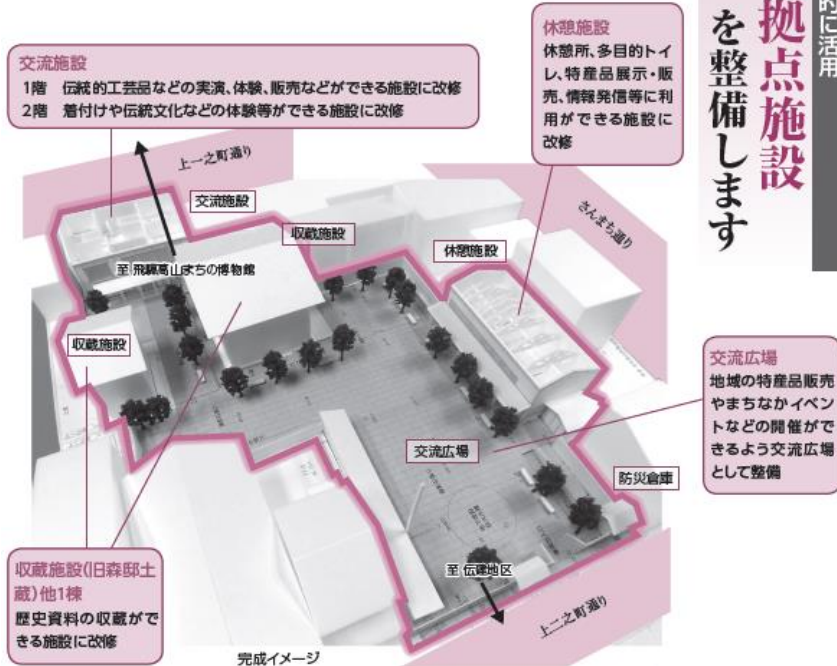 的に活用
拠点施設
を整備します
交流施設
1階 伝統的工芸品などの実演、体験、販売などができる施設に改修
2階 着付けや伝統文化などの体験等ができる施設に改修
休憩施設
休憩所、多目的トイ
レ、特産品展示・販
売、情報発信等に利
用ができる施設に
改修
上一之町通り
交流施設
収蔵施設
休憩施設
さんまち通り
至 飛騨高山まちの博物館
収蔵施設
交流広場
地域の特産品販売
やまちなかイベン
トなどの開催がで
きるよう交流広場
として整備
交流広場
防災倉庫
収蔵施設(旧森邸土
蔵)他1棟
歴史資料の収蔵がで
きる施設に改修
至 伝建地区
上二之町通り
完成イメージ